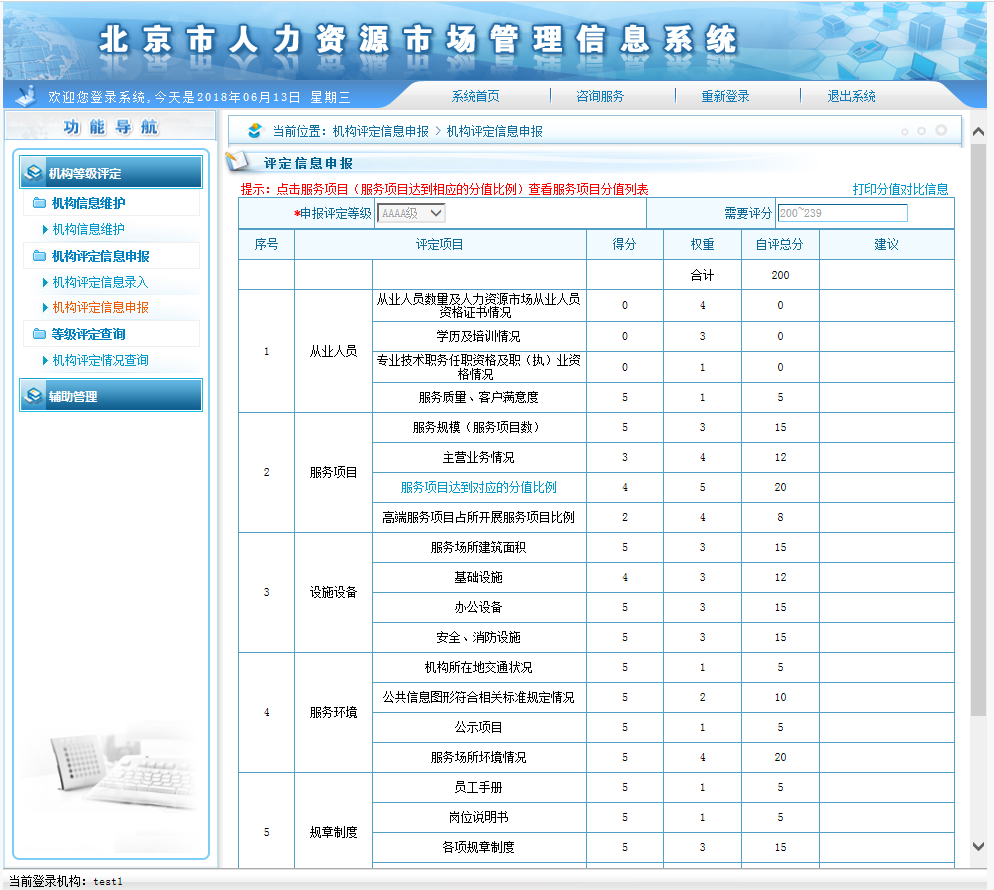 北京市人力资源市场管理信息系统
欢迎您登录系统,今天是2018年06月13日 星期三
系统首页 咨询服务 重新登录 退出系统
功能导航
机构等级评定
机构信息维护
机构信息维护
机构评定信息申报
机构评定信息录入
机构评定信息申报
等级评定查询
机构评定情况查询
辅助管理
当前位置：机构评定信息申报 > 机构评定信息申报
评定信息申报
提示：点击服务项目（服务项目达到相应的分值比例）查看服务项目分值列表 打印分值对比信息
*申报评定等级 AAAA级 需要评分 200~239
序号 评定项目 得分 权重 自评总分 建议
合计 200
1 从业人员
从业人员数量及人力资源市场从业人员
资格证书情况 0 4 0
学历及培训情况 0 3 0
专业技术职务任职资格及职（执）业资
格情况 0 1 0
服务质量、客户满意度 5 1 5
2 服务项目
服务规模（服务项目数） 5 3 15
主营业务情况 3 4 12
服务项目达到对应的分值比例 4 5 20
高端服务项目占所开展服务项目比例 2 4 8
3 设施设备
服务场所建筑面积 5 3 15
基础设施 4 3 12
办公设备 5 3 15
安全、消防设施 5 3 15
4 服务环境
机构所在地交通状况 5 1 5
公共信息图形符合相关标准规定情况 5 2 10
公示项目 5 1 5
服务场所环境情况 5 4 20
5 规章制度
员工手册 5 1 5
岗位说明书 5 1 5
各项规章制度 5 3 15
当前登录机构：test1